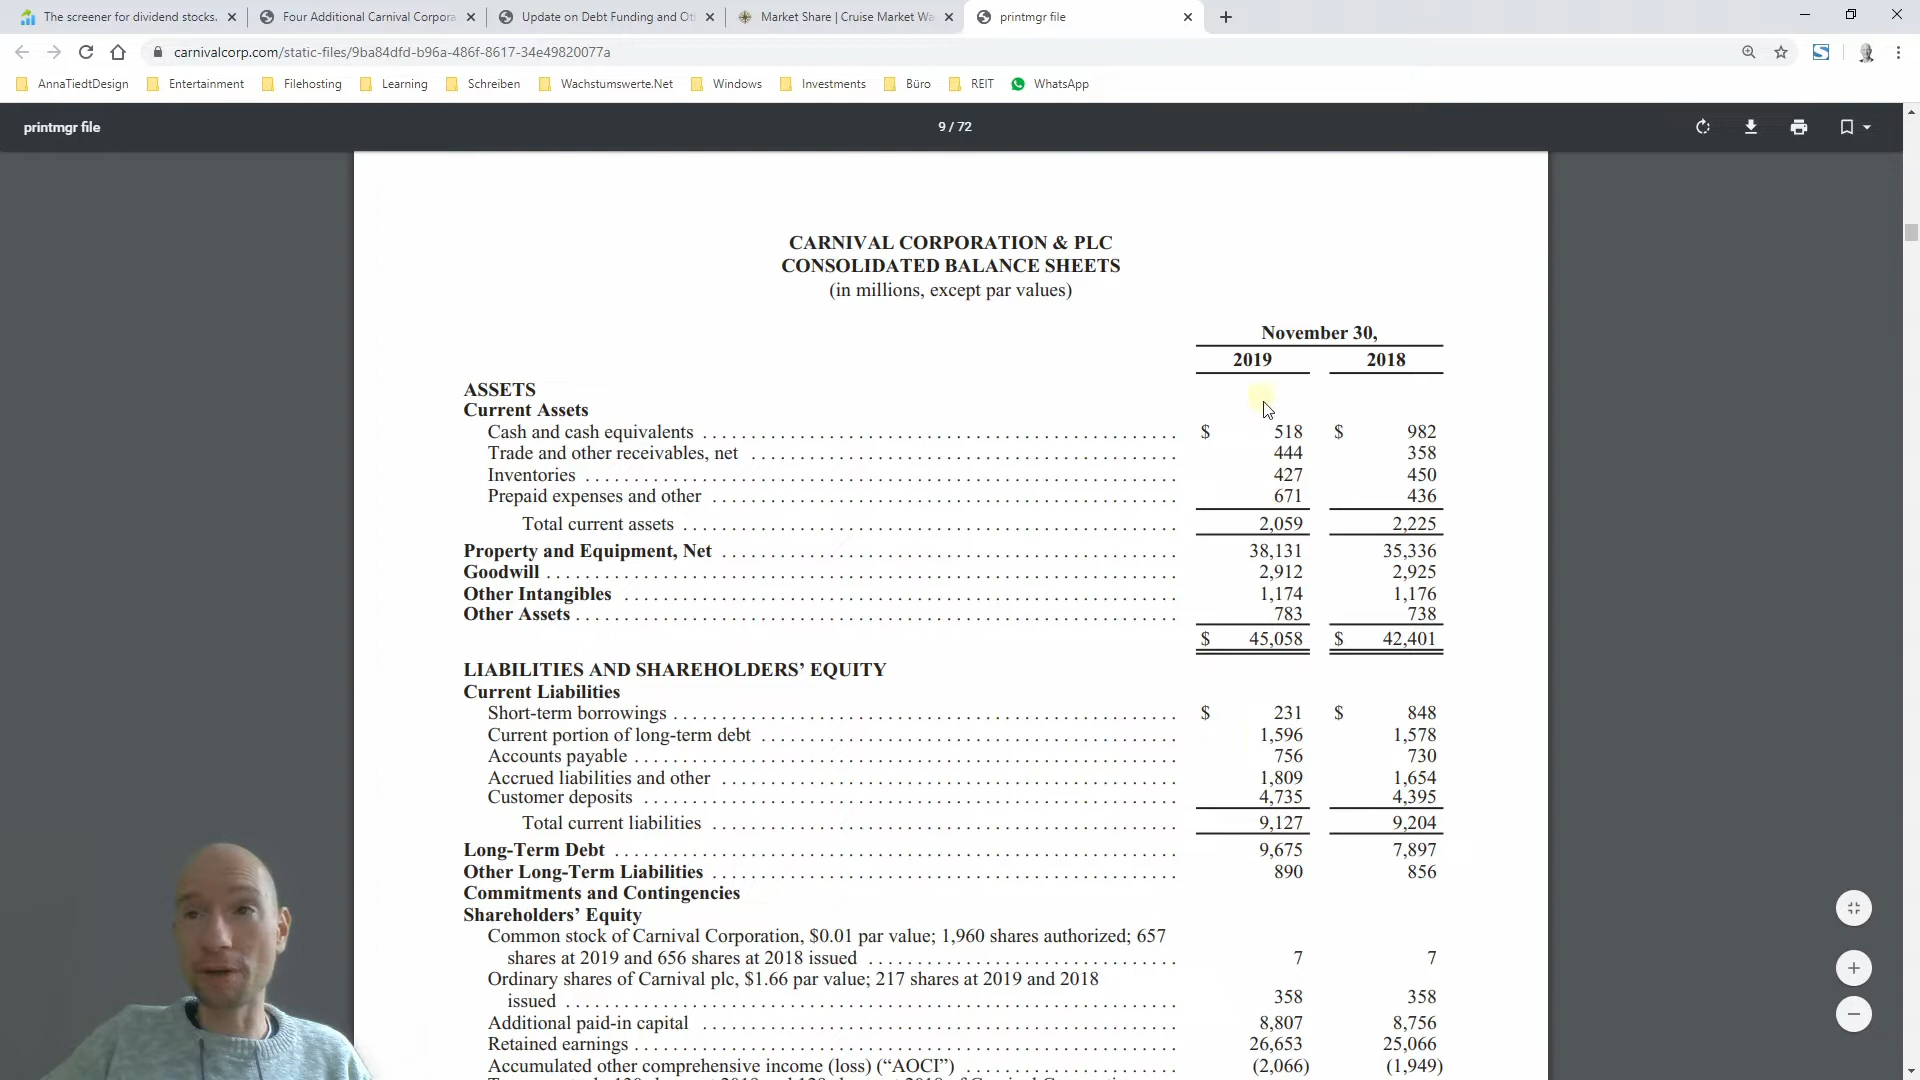 The screener for dividend stocks.
Four Additional Carnival Corpora
Update on Debt Funding and Ot
Market Share | Cruise Market Wa
printmgr file
carnivalcorp.com/static-files/9ba84dfd-b96a-486f-8617-34e49820077a
AnnaTiedtDesign Entertainment Filehosting Learning Schreiben Wachstumswerte.Net Windows Investments Büro REIT WhatsApp
printmgr file 9 / 72
CARNIVAL CORPORATION & PLC
CONSOLIDATED BALANCE SHEETS
(in millions, except par values)
November 30,
2019 2018
ASSETS
Current Assets
Cash and cash equivalents $ 518 $ 982
Trade and other receivables, net 444 358
Inventories 427 450
Prepaid expenses and other 671 436
Total current assets 2,059 2,225
Property and Equipment, Net 38,131 35,336
Goodwill 2,912 2,925
Other Intangibles 1,174 1,176
Other Assets 783 738
$ 45,058 $ 42,401
LIABILITIES AND SHAREHOLDERS’ EQUITY
Current Liabilities
Short-term borrowings $ 231 $ 848
Current portion of long-term debt 1,596 1,578
Accounts payable 756 730
Accrued liabilities and other 1,809 1,654
Customer deposits 4,735 4,395
Total current liabilities 9,127 9,204
Long-Term Debt 9,675 7,897
Other Long-Term Liabilities 890 856
Commitments and Contingencies
Shareholders’ Equity
Common stock of Carnival Corporation, $0.01 par value; 1,960 shares authorized; 657
shares at 2019 and 656 shares at 2018 issued 7 7
Ordinary shares of Carnival plc, $1.66 par value; 217 shares at 2019 and 2018
issued 358 358
Additional paid-in capital 8,807 8,756
Retained earnings 26,653 25,066
Accumulated other comprehensive income (loss) (“AOCI”) (2,066) (1,949)